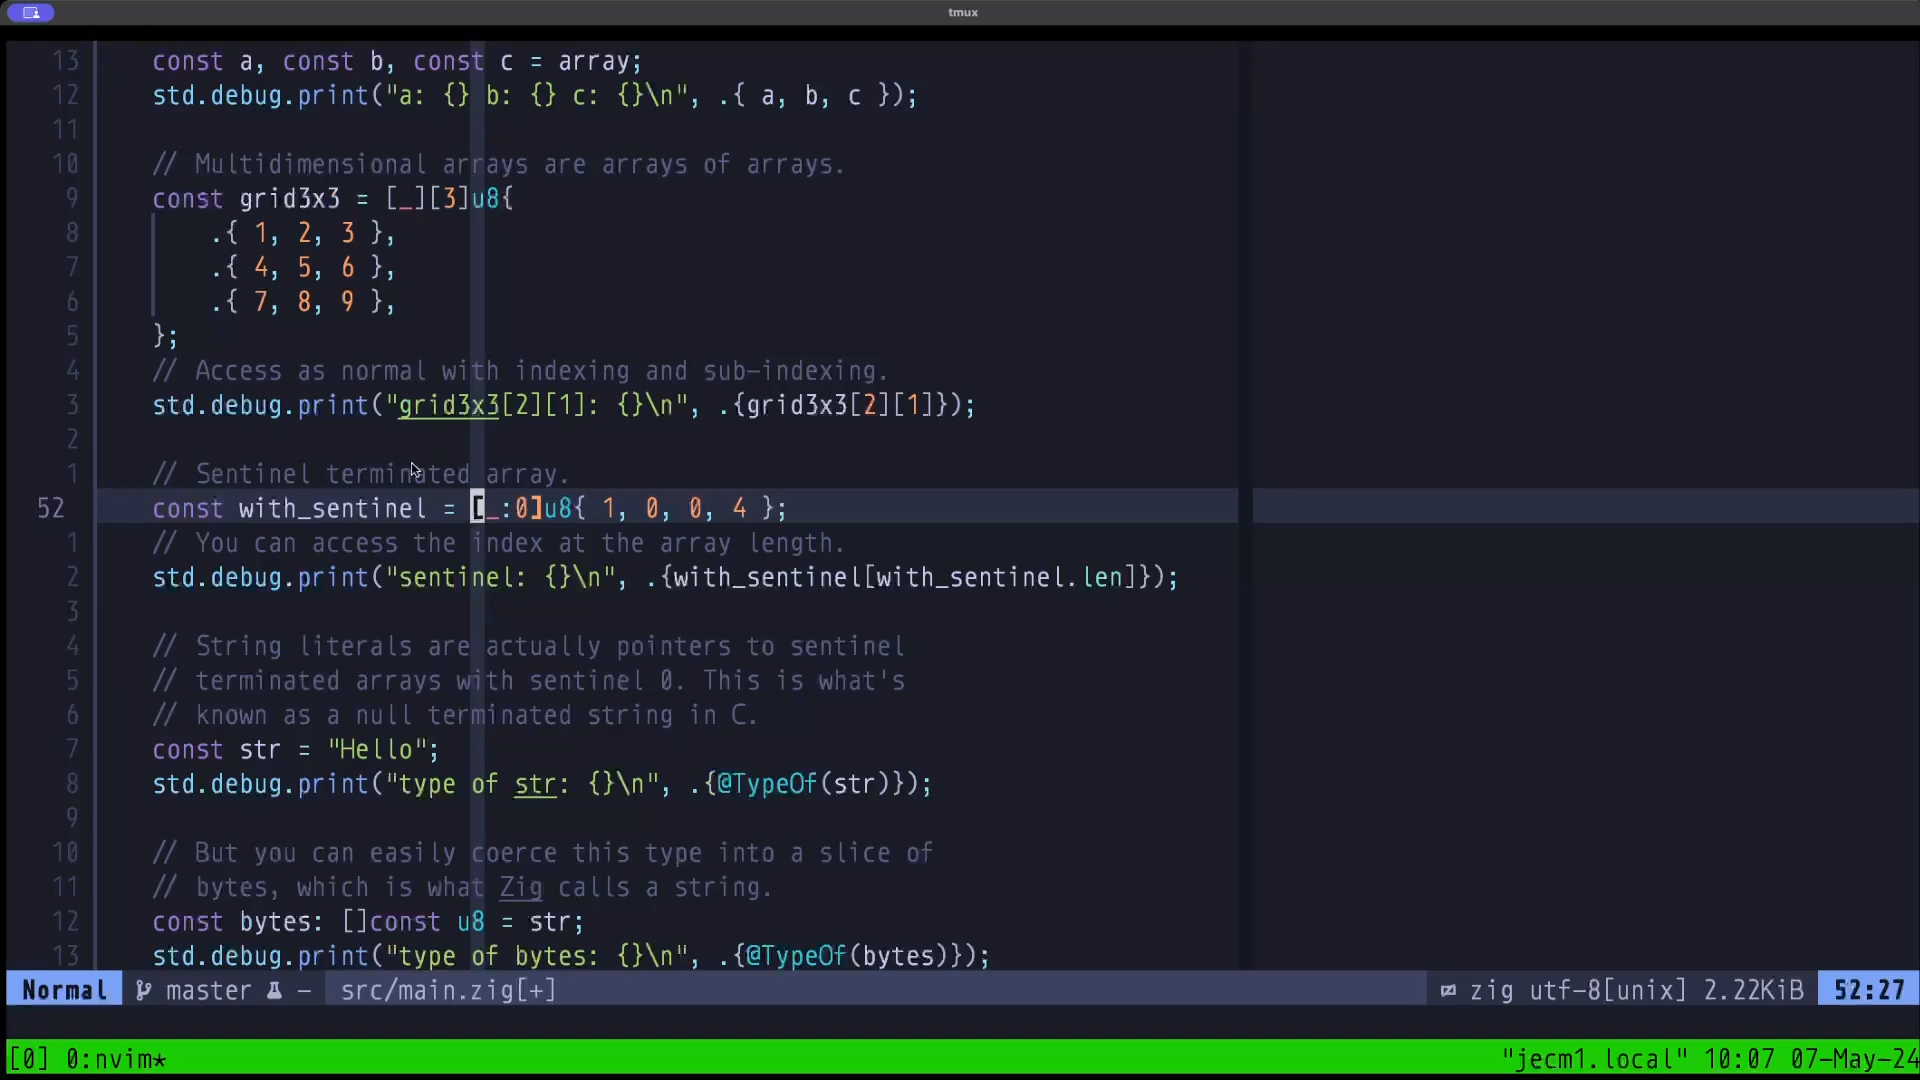 tmux
13 const a, const b, const c = array;
12 std.debug.print("a: {} b: {} c: {}\n", .{ a, b, c });
11
10 // Multidimensional arrays are arrays of arrays.
9 const grid3x3 = [_][3]u8{
8 .{ 1, 2, 3 },
7 .{ 4, 5, 6 },
6 .{ 7, 8, 9 },
5 };
4 // Access as normal with indexing and sub-indexing.
3 std.debug.print("grid3x3[2][1]: {}\n", .{grid3x3[2][1]});
2
1 // Sentinel terminated array.
52 const with_sentinel = [_:0]u8{ 1, 0, 0, 4 };
1 // You can access the index at the array length.
2 std.debug.print("sentinel: {}\n", .{with_sentinel[with_sentinel.len]});
3
4 // String literals are actually pointers to sentinel
5 // terminated arrays with sentinel 0. This is what's
6 // known as a null terminated string in C.
7 const str = "Hello";
8 std.debug.print("type of str: {}\n", .{@TypeOf(str)});
9
10 // But you can easily coerce this type into a slice of
11 // bytes, which is what Zig calls a string.
12 const bytes: []const u8 = str;
13 std.debug.print("type of bytes: {}\n", .{@TypeOf(bytes)});
Normal master – src/main.zig[+] zig utf-8[unix] 2.22KiB 52:27
[0] 0:nvim* "jecm1.local" 10:07 07-May-24